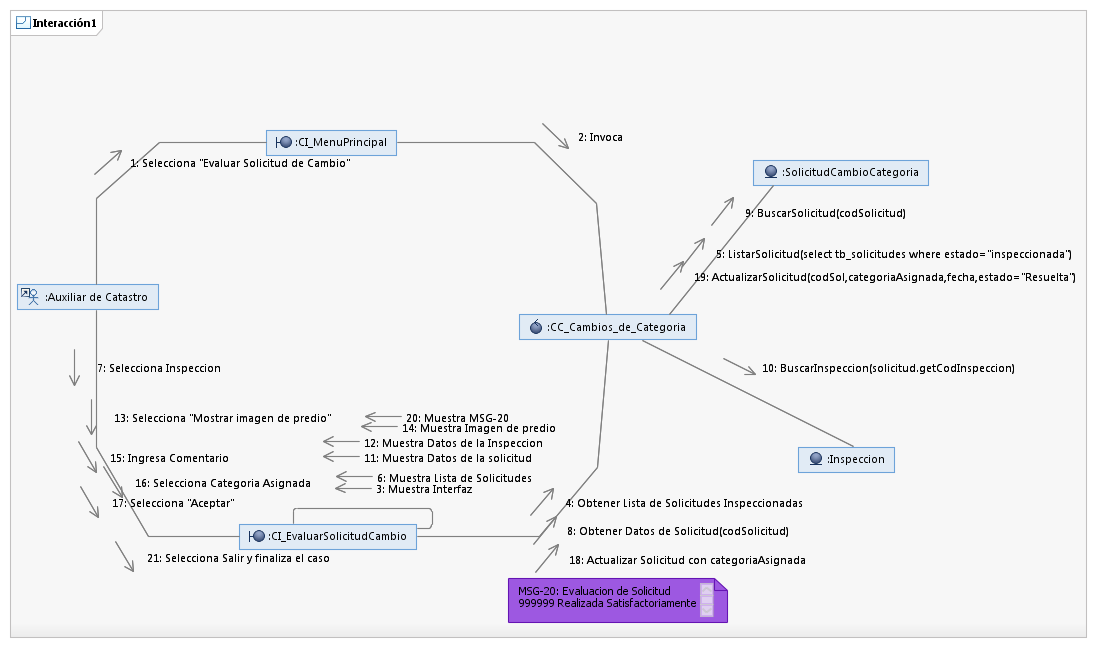 Interacción1
2: Invoca
:CI_MenuPrincipal
1: Selecciona "Evaluar Solicitud de Cambio"
:SolicitudCambioCategoria
9: BuscarSolicitud(codSolicitud)
5: ListarSolicitud(select tb_solicitudes where estado="inspeccionada")
19: ActualizarSolicitud(codSol,categoriaAsignada,fecha,estado="Resuelta")
:Auxiliar de Catastro
:CC_Cambios_de_Categoria
7: Selecciona Inspeccion
10: BuscarInspeccion(solicitud.getCodInspeccion)
13: Selecciona "Mostrar imagen de predio"
20: Muestra MSG-20
14: Muestra Imagen de predio
12: Muestra Datos de la Inspeccion
15: Ingresa Comentario
11: Muestra Datos de la solicitud
:Inspeccion
6: Muestra Lista de Solicitudes
16: Selecciona Categoria Asignada
3: Muestra Interfaz
17: Selecciona "Aceptar"
4: Obtener Lista de Solicitudes Inspeccionadas
:CI_EvaluarSolicitudCambio
8: Obtener Datos de Solicitud(codSolicitud)
21: Selecciona Salir y finaliza el caso
18: Actualizar Solicitud con categoriaAsignada
MSG-20: Evaluacion de Solicitud
999999 Realizada Satisfactoriamente